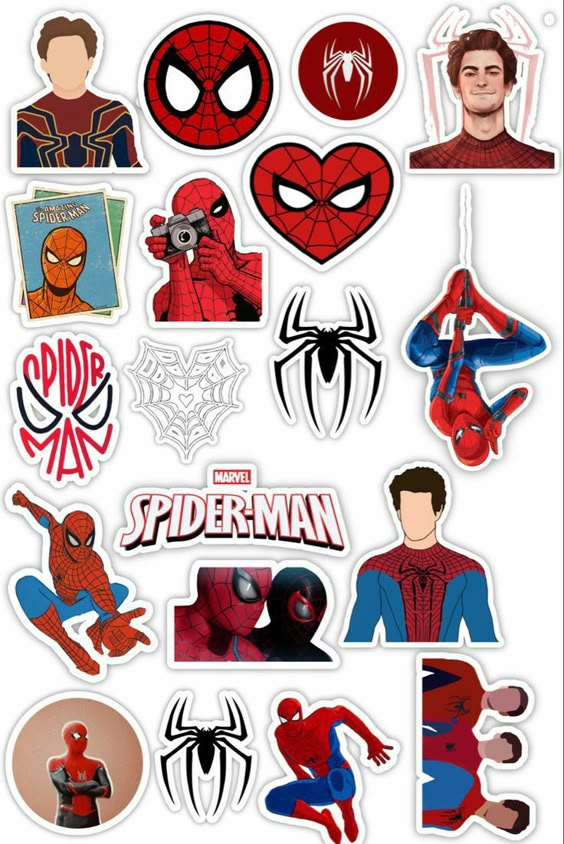 THE AMAZING
SPIDER-MAN
SPIDER
MAN
MARVEL
SPIDER-MAN